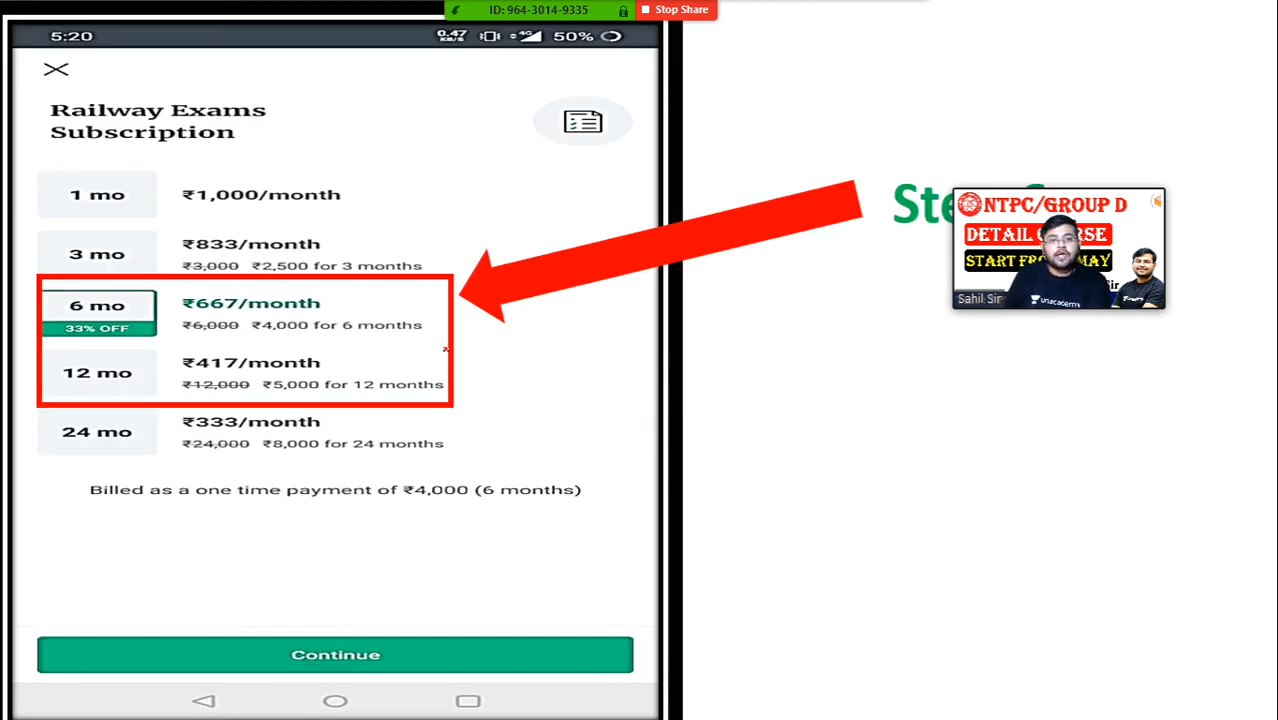 ID: 964-3014-9335
Stop Share
5:20
0.47
KB/S
4G
50%
Railway Exams
Subscription
1 mo
₹1,000/month
3 mo
₹833/month
₹3,000 ₹2,500 for 3 months
6 mo
33% OFF
₹667/month
₹6,000 ₹4,000 for 6 months
12 mo
₹417/month
₹12,000 ₹5,000 for 12 months
24 mo
₹333/month
₹24,000 ₹8,000 for 24 months
Billed as a one time payment of ₹4,000 (6 months)
Continue
NTPC/GROUP D
DETAIL
START
MAY
Sahil Sir
unacademy